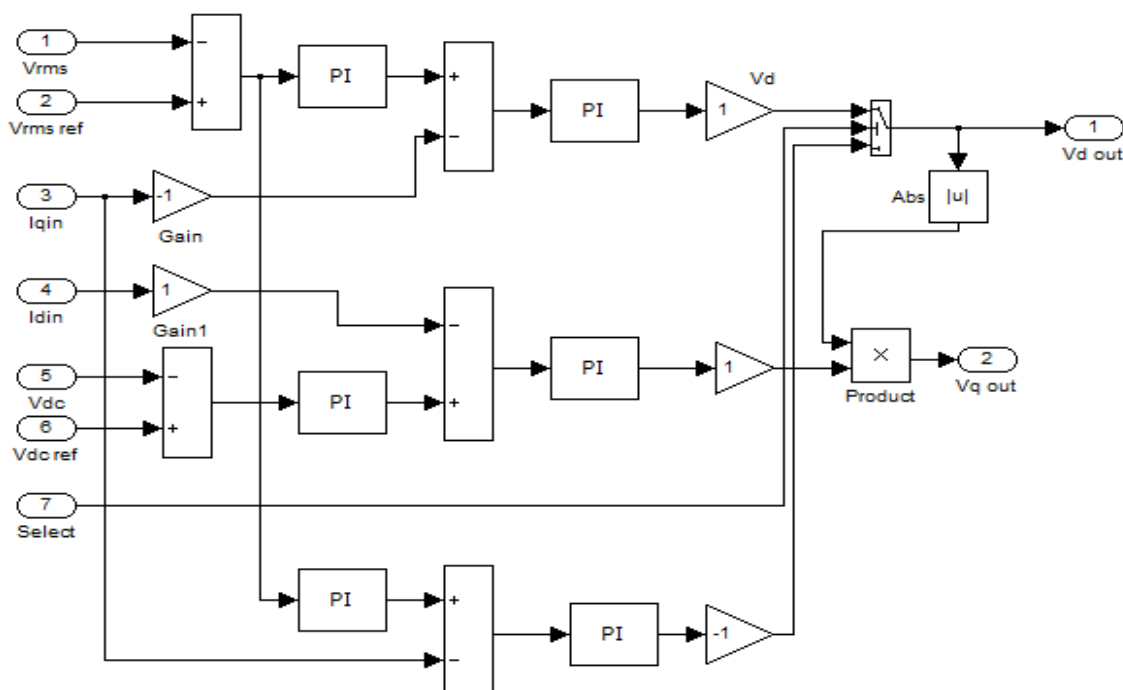 1
Vrms
2
Vrms ref
3
Iqin
4
Idin
5
Vdc
6
Vdc ref
7
Select
−
+
PI
+
−
PI
1
Vd
-1
Gain
1
Gain1
−
+
PI
−
+
PI
1
PI
+
−
PI
-1
|u|
Abs
×
Product
1
Vd out
2
Vq out